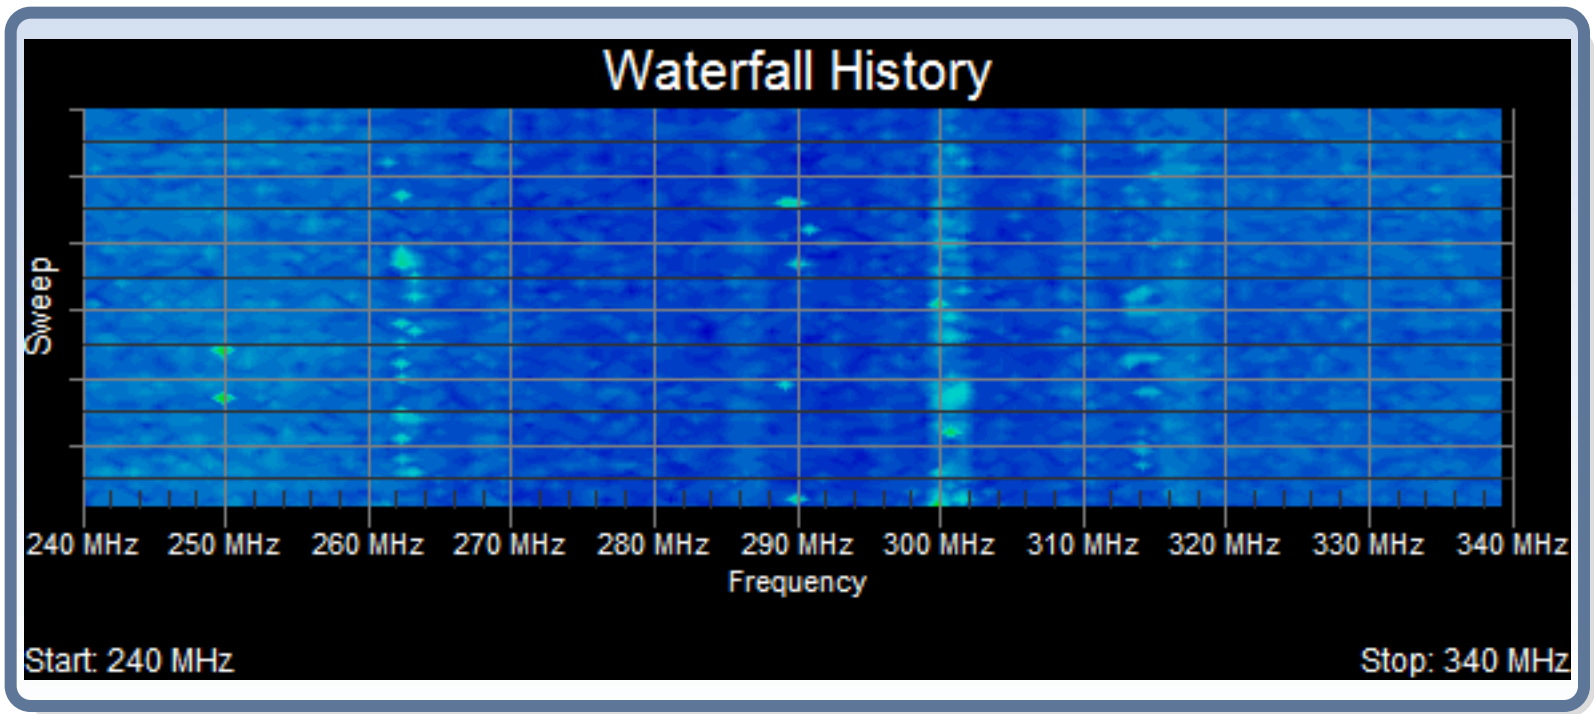 Waterfall History
Sweep
240 MHz 250 MHz 260 MHz 270 MHz 280 MHz 290 MHz 300 MHz 310 MHz 320 MHz 330 MHz 340 MHz
Frequency
Start: 240 MHz Stop: 340 MHz